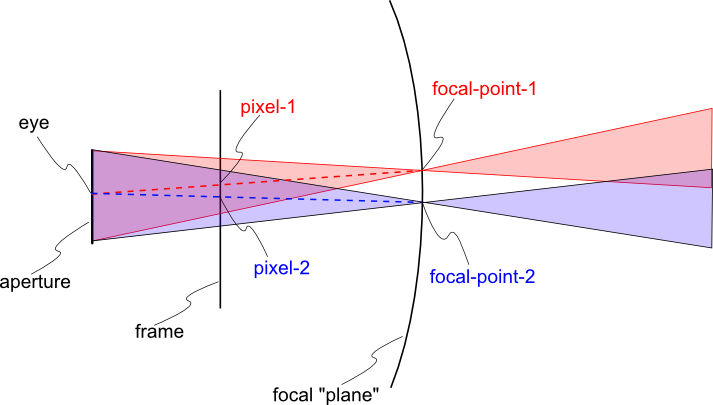 focal-point-1
pixel-1
eye
pixel-2
focal-point-2
aperture
frame
focal "plane"